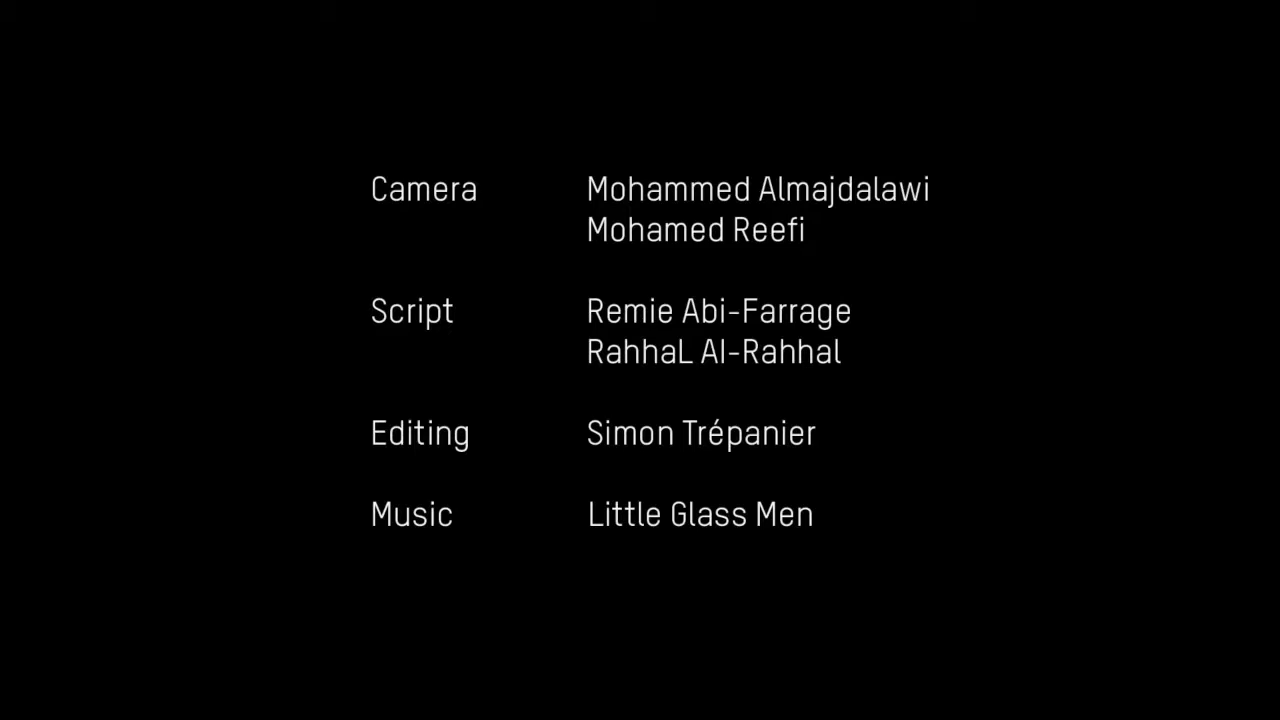 Camera Mohammed Almajdalawi
Mohamed Reefi
Script Remie Abi-Farrage
RahhaL Al-Rahhal
Editing Simon Trépanier
Music Little Glass Men